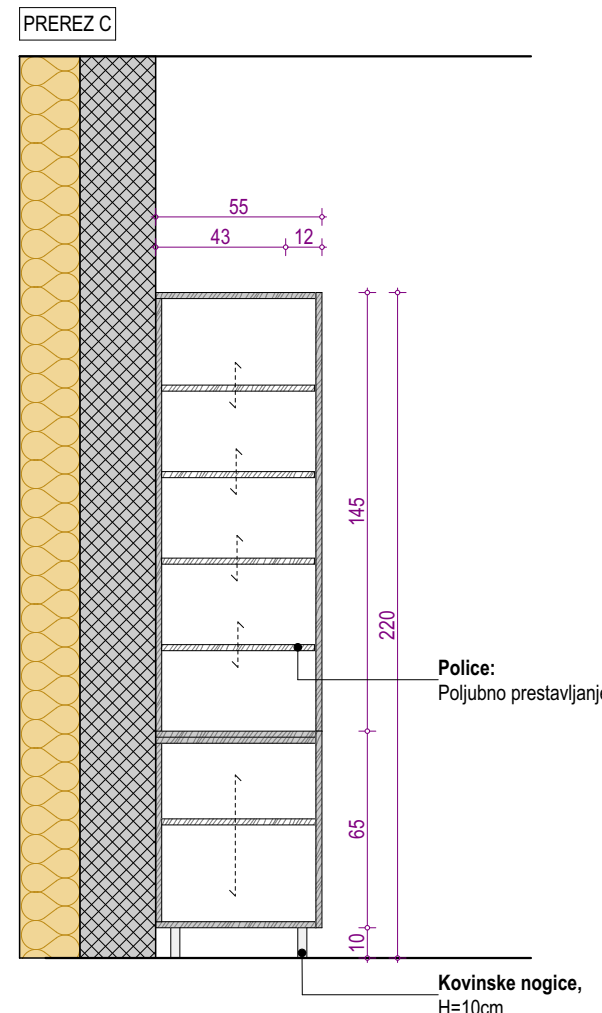 PREREZ C
55
43
12
145
220
Police:
Poljubno prestavljanje
65
10
Kovinske nogice,
H=10cm